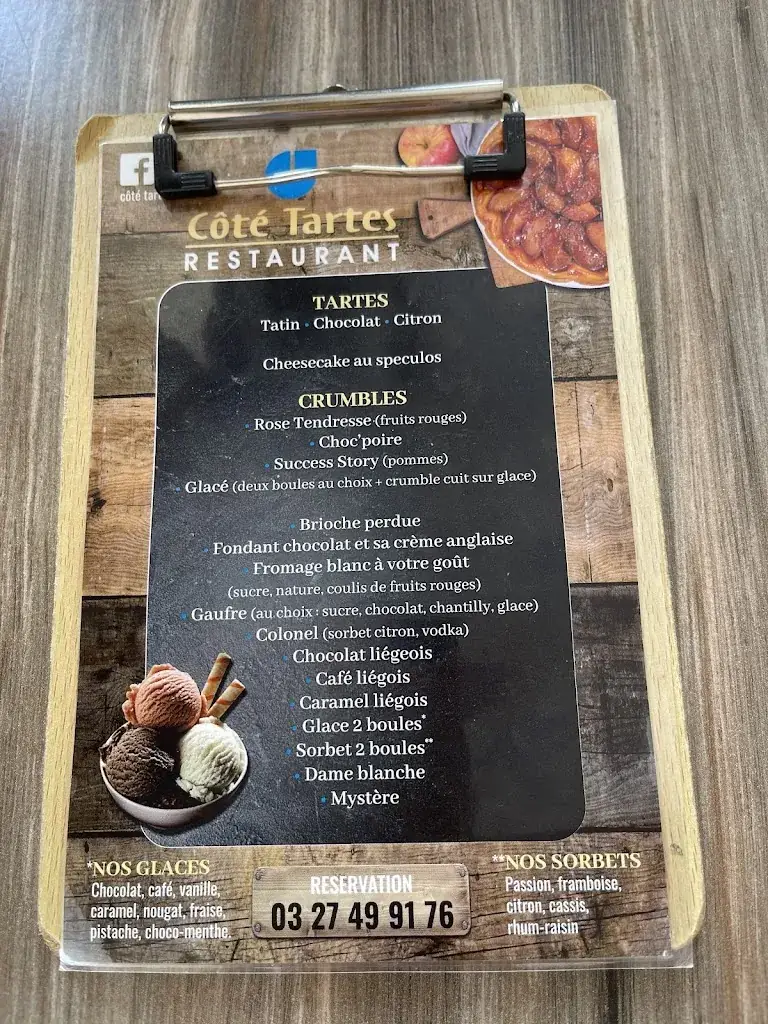 f
côté tar
Côté Tartes
RESTAURANT
TARTES
Tatin • Chocolat • Citron
Cheesecake au speculos
CRUMBLES
• Rose Tendresse (fruits rouges)
• Choc'poire
• Success Story (pommes)
• Glacé (deux boules au choix + crumble cuit sur glace)
• Brioche perdue
• Fondant chocolat et sa crème anglaise
• Fromage blanc à votre goût
(sucre, nature, coulis de fruits rouges)
• Gaufre (au choix : sucre, chocolat, chantilly, glace)
• Colonel (sorbet citron, vodka)
• Chocolat liégeois
• Café liégois
• Caramel liégois
• Glace 2 boules*
• Sorbet 2 boules**
• Dame blanche
• Mystère
*NOS GLACES
Chocolat, café, vanille,
caramel, nougat, fraise,
pistache, choco-menthe.
RESERVATION
03 27 49 91 76
**NOS SORBETS
Passion, framboise,
citron, cassis,
rhum-raisin